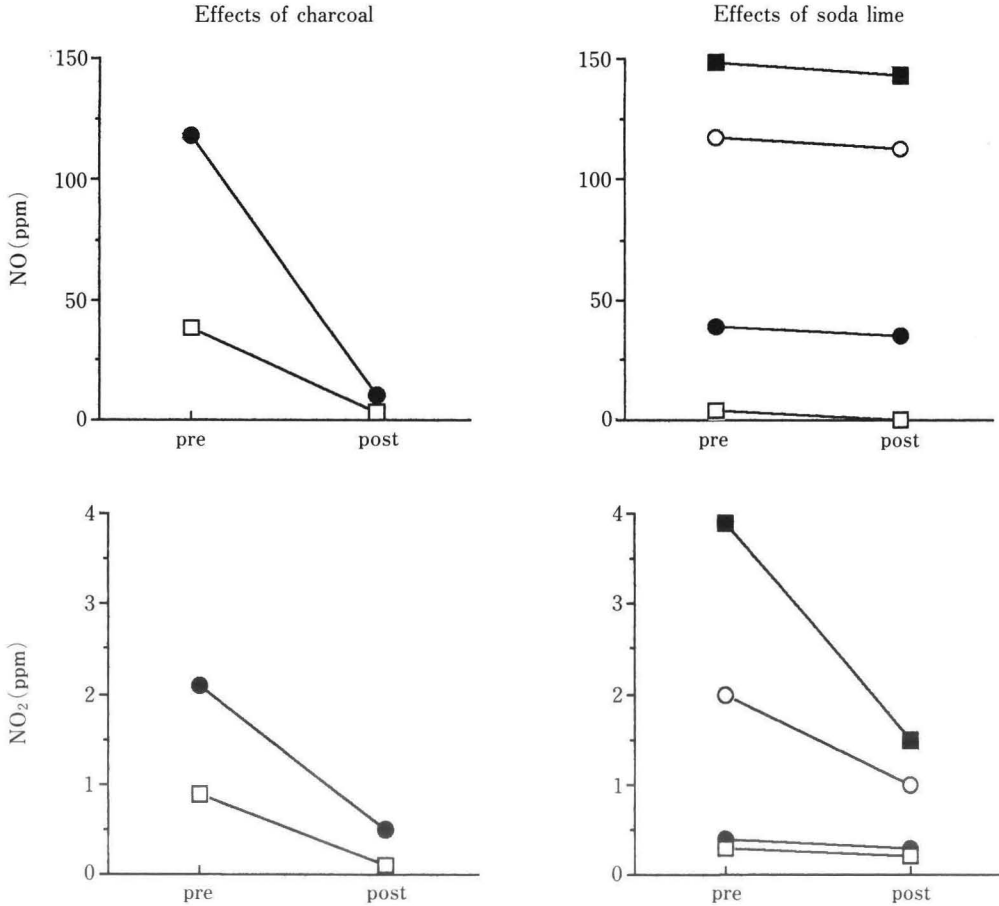 Effects of charcoal
Effects of soda lime
NO (ppm)
150
100
50
0
pre post
150
100
50
0
pre post
NO₂ (ppm)
4
3
2
1
0
pre post
4
3
2
1
0
pre post